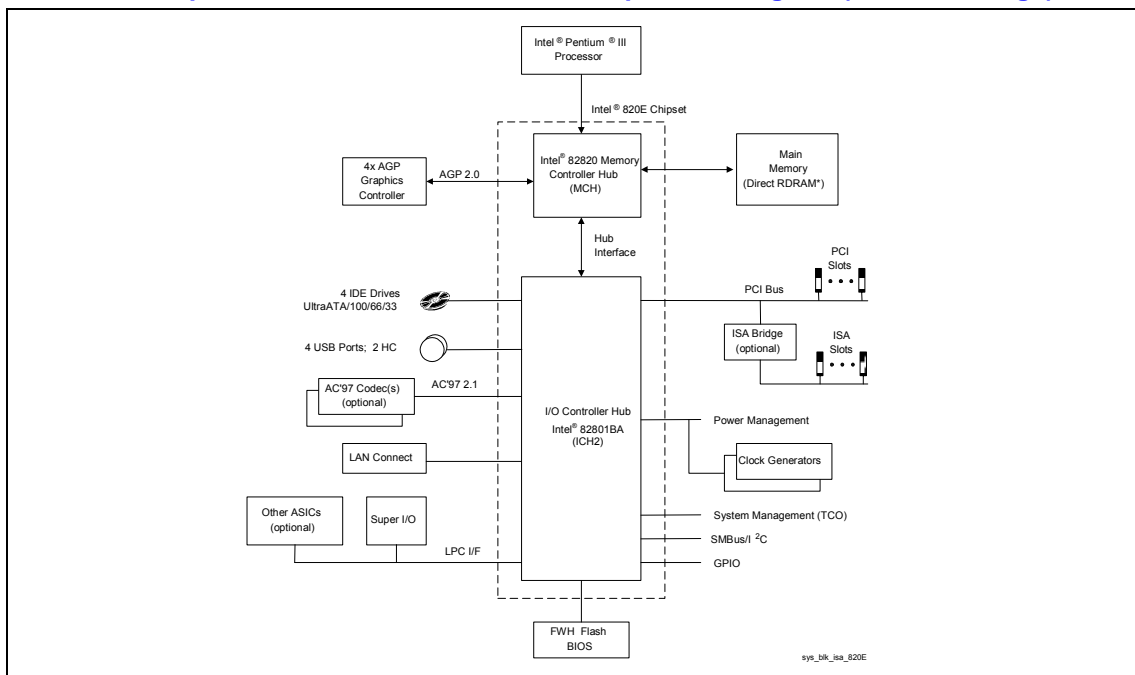 Intel ® Pentium ® III
Processor
Intel ® 820E Chipset
4x AGP
Graphics
Controller
AGP 2.0
Intel® 82820 Memory
Controller Hub
(MCH)
Main
Memory
(Direct RDRAM*)
Hub
Interface
PCI
Slots
4 IDE Drives
UltraATA/100/66/33
PCI Bus
ISA Bridge
(optional)
ISA
Slots
4 USB Ports; 2 HC
AC'97 Codec(s)
(optional)
AC'97 2.1
I/O Controller Hub
Intel® 82801BA
(ICH2)
Power Management
LAN Connect
Clock Generators
Other ASICs
(optional)
Super I/O
LPC I/F
System Management (TCO)
SMBus/I ²C
GPIO
FWH Flash
BIOS
sys_blk_isa_820E